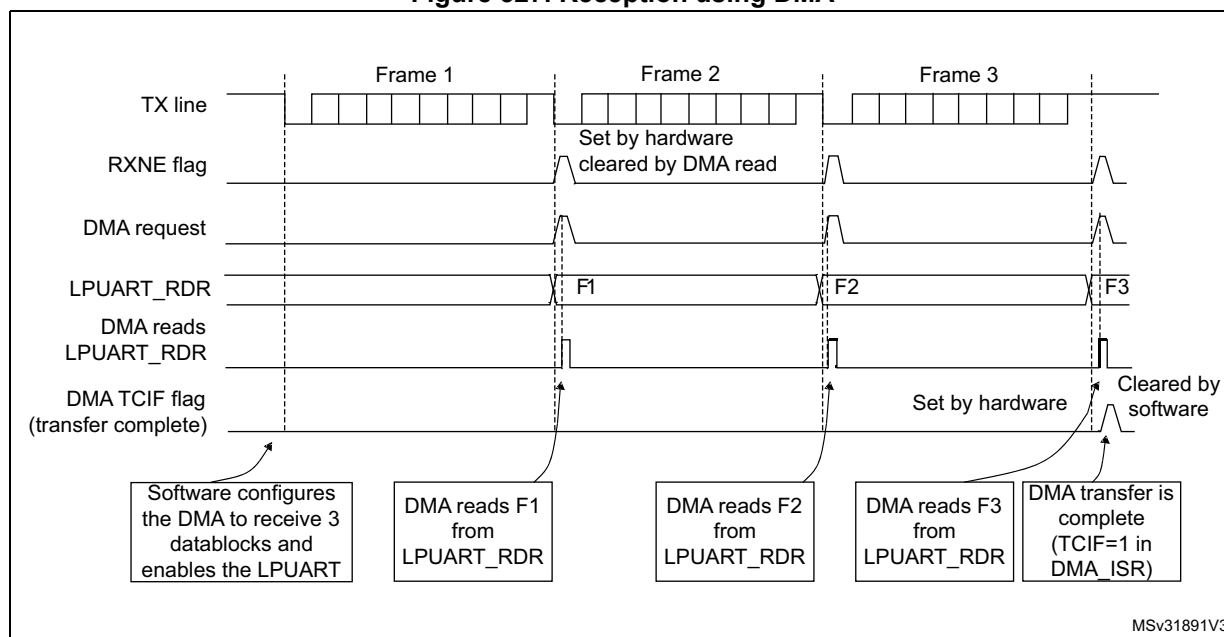 Frame 1
Frame 2
Frame 3
TX line
Set by hardware
cleared by DMA read
RXNE flag
DMA request
LPUART_RDR
F1
F2
F3
DMA reads
LPUART_RDR
DMA TCIF flag
(transfer complete)
Set by hardware
Cleared by
software
Software configures
the DMA to receive 3
datablocks and
enables the LPUART
DMA reads F1
from
LPUART_RDR
DMA reads F2
from
LPUART_RDR
DMA reads F3
from
LPUART_RDR
DMA transfer is
complete
(TCIF=1 in
DMA_ISR)
MSv31891V3